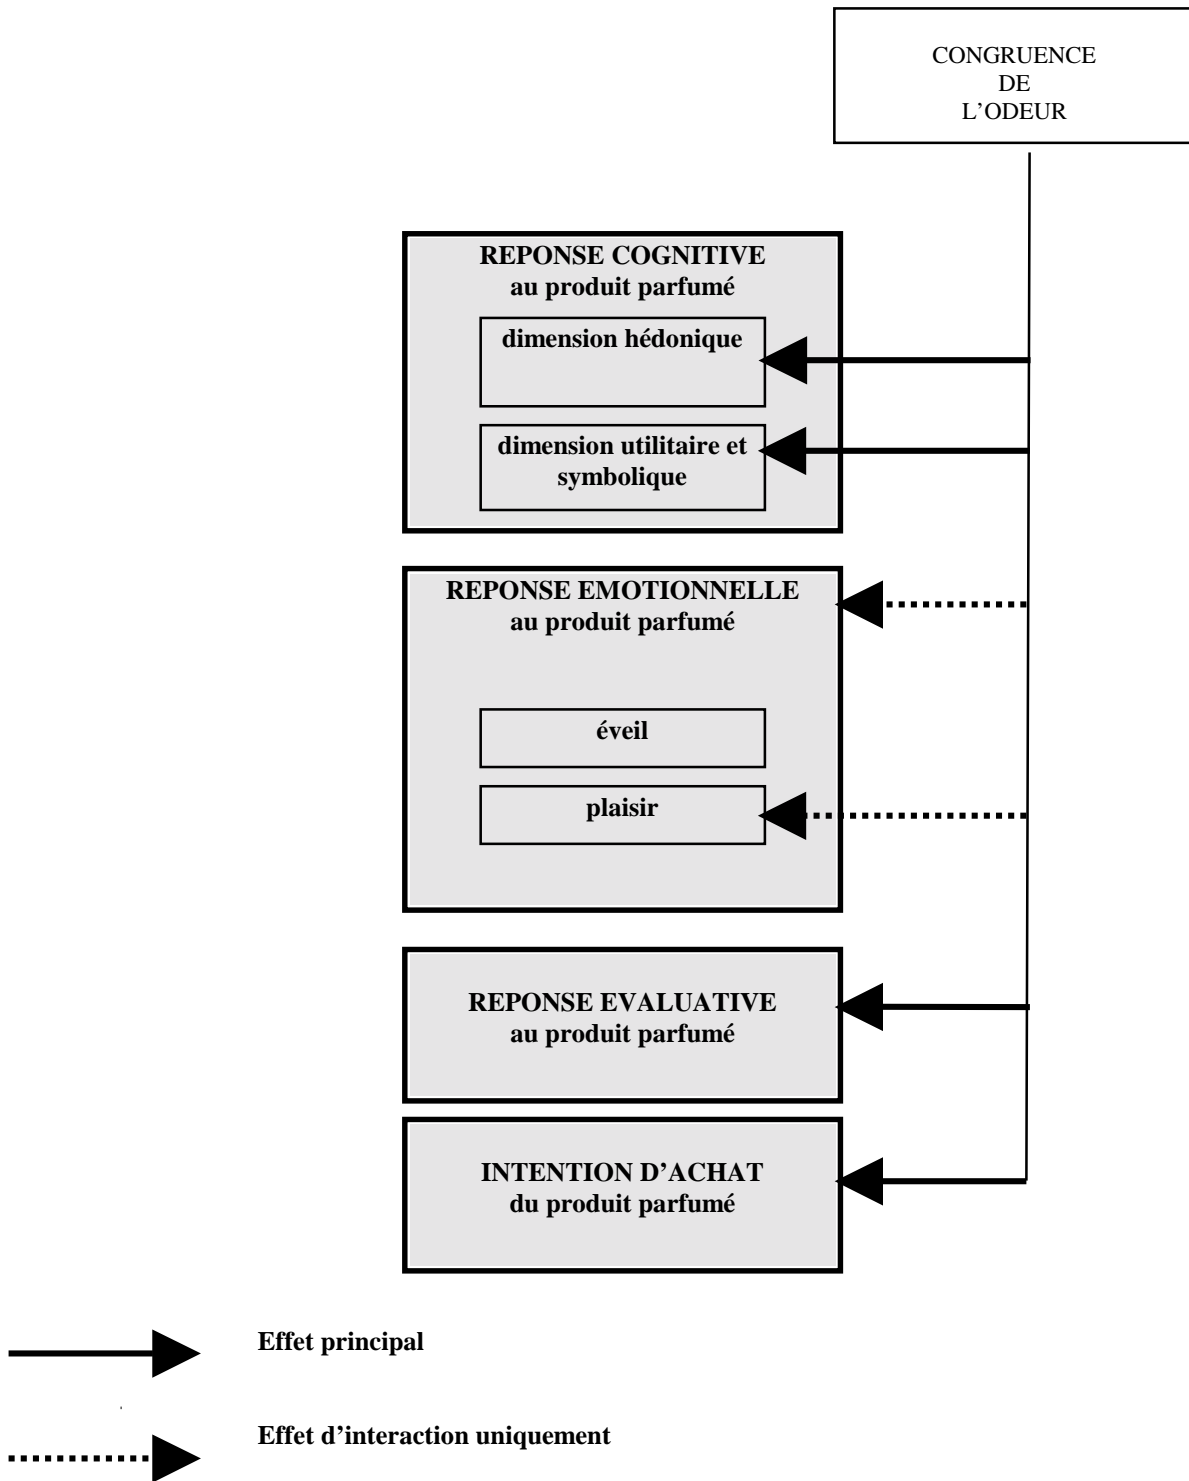 CONGRUENCE
DE
L’ODEUR
REPONSE COGNITIVE
au produit parfumé
dimension hédonique
dimension utilitaire et
symbolique
REPONSE EMOTIONNELLE
au produit parfumé
éveil
plaisir
REPONSE EVALUATIVE
au produit parfumé
INTENTION D’ACHAT
du produit parfumé
Effet principal
Effet d’interaction uniquement